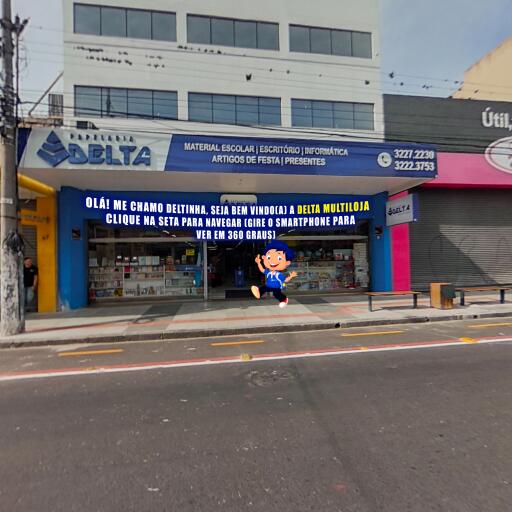 PAPELARIA
DELTA
MATERIAL ESCOLAR | ESCRITÓRIO | INFORMÁTICA
ARTIGOS DE FESTA | PRESENTES
3227.2230
3222.3753
Útil,
DELTA
OLÁ! ME CHAMO DELTINHA, SEJA BEM VINDO(A) A DELTA MULTILOJA
CLIQUE NA SETA PARA NAVEGAR (GIRE O SMARTPHONE PARA
VER EM 360 GRAUS)